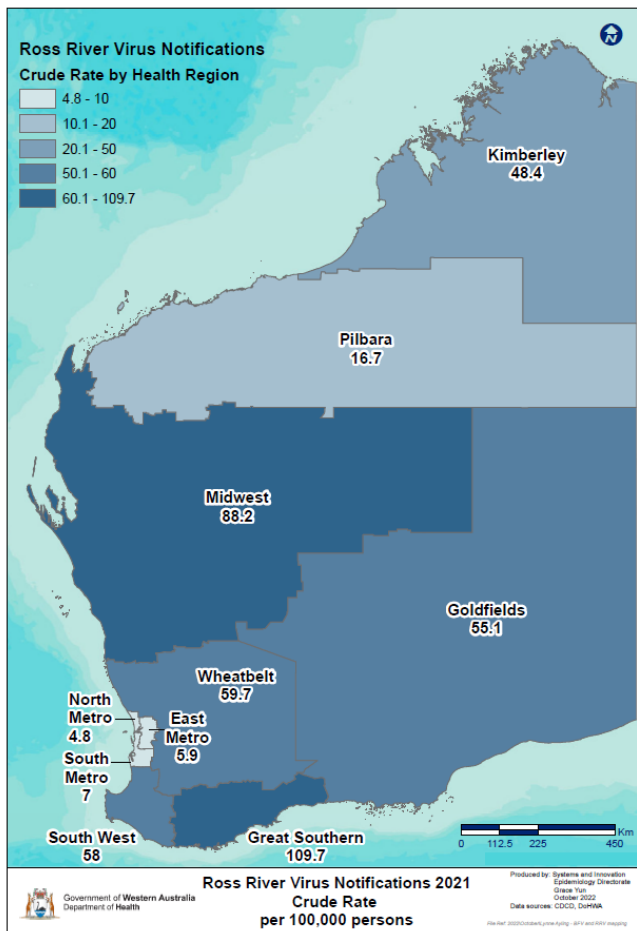 Ross River Virus Notifications
Crude Rate by Health Region
4.8 - 10
10.1 - 20
20.1 - 50
50.1 - 60
60.1 - 109.7
N
Kimberley
48.4
Pilbara
16.7
Midwest
88.2
Goldfields
55.1
Wheatbelt
59.7
North
Metro
4.8
East
Metro
5.9
South
Metro
7
South West
58
Great Southern
109.7
0 112.5 225 450
Km
Government of Western Australia
Department of Health
Ross River Virus Notifications 2021
Crude Rate
per 100,000 persons
Produced by: Systems and Innovation
Epidemiology Directorate
Grace Yun
October 2022
Data sources: CDCD, DoHWA